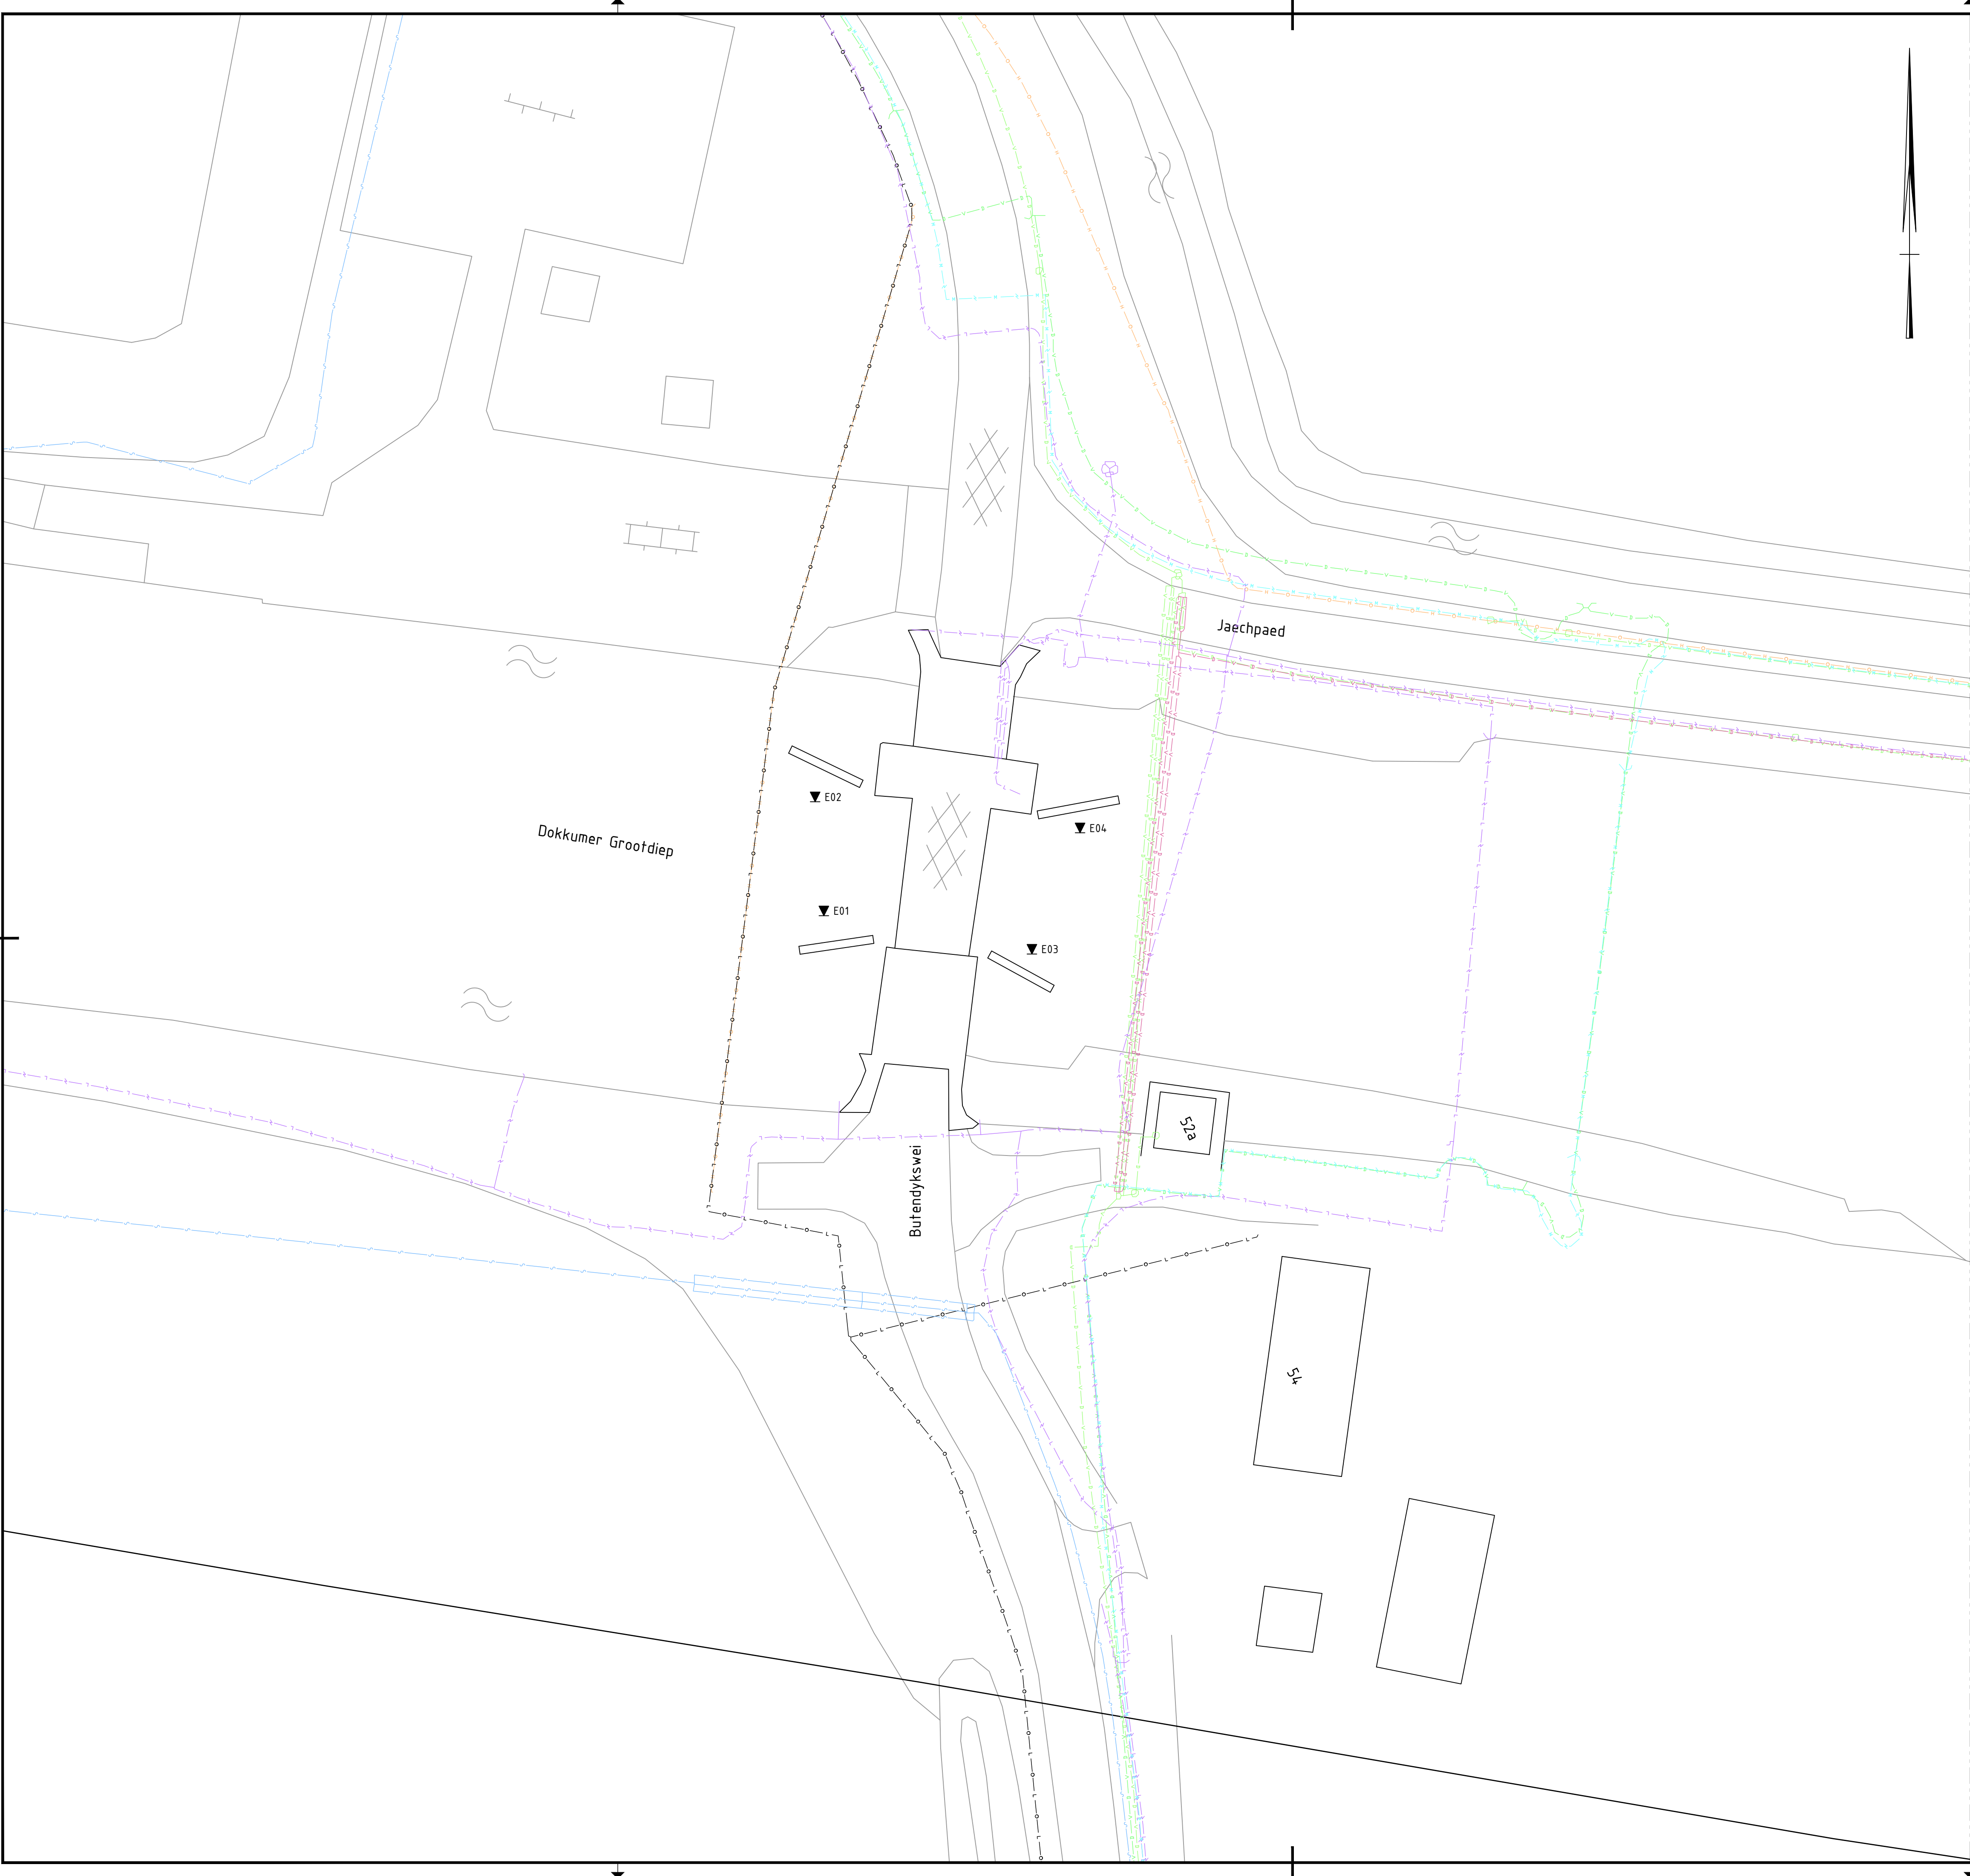 Jaechpaed
E02
E04
Dokkumer Grootdiep
E01
E03
52a
Butendykswei
54